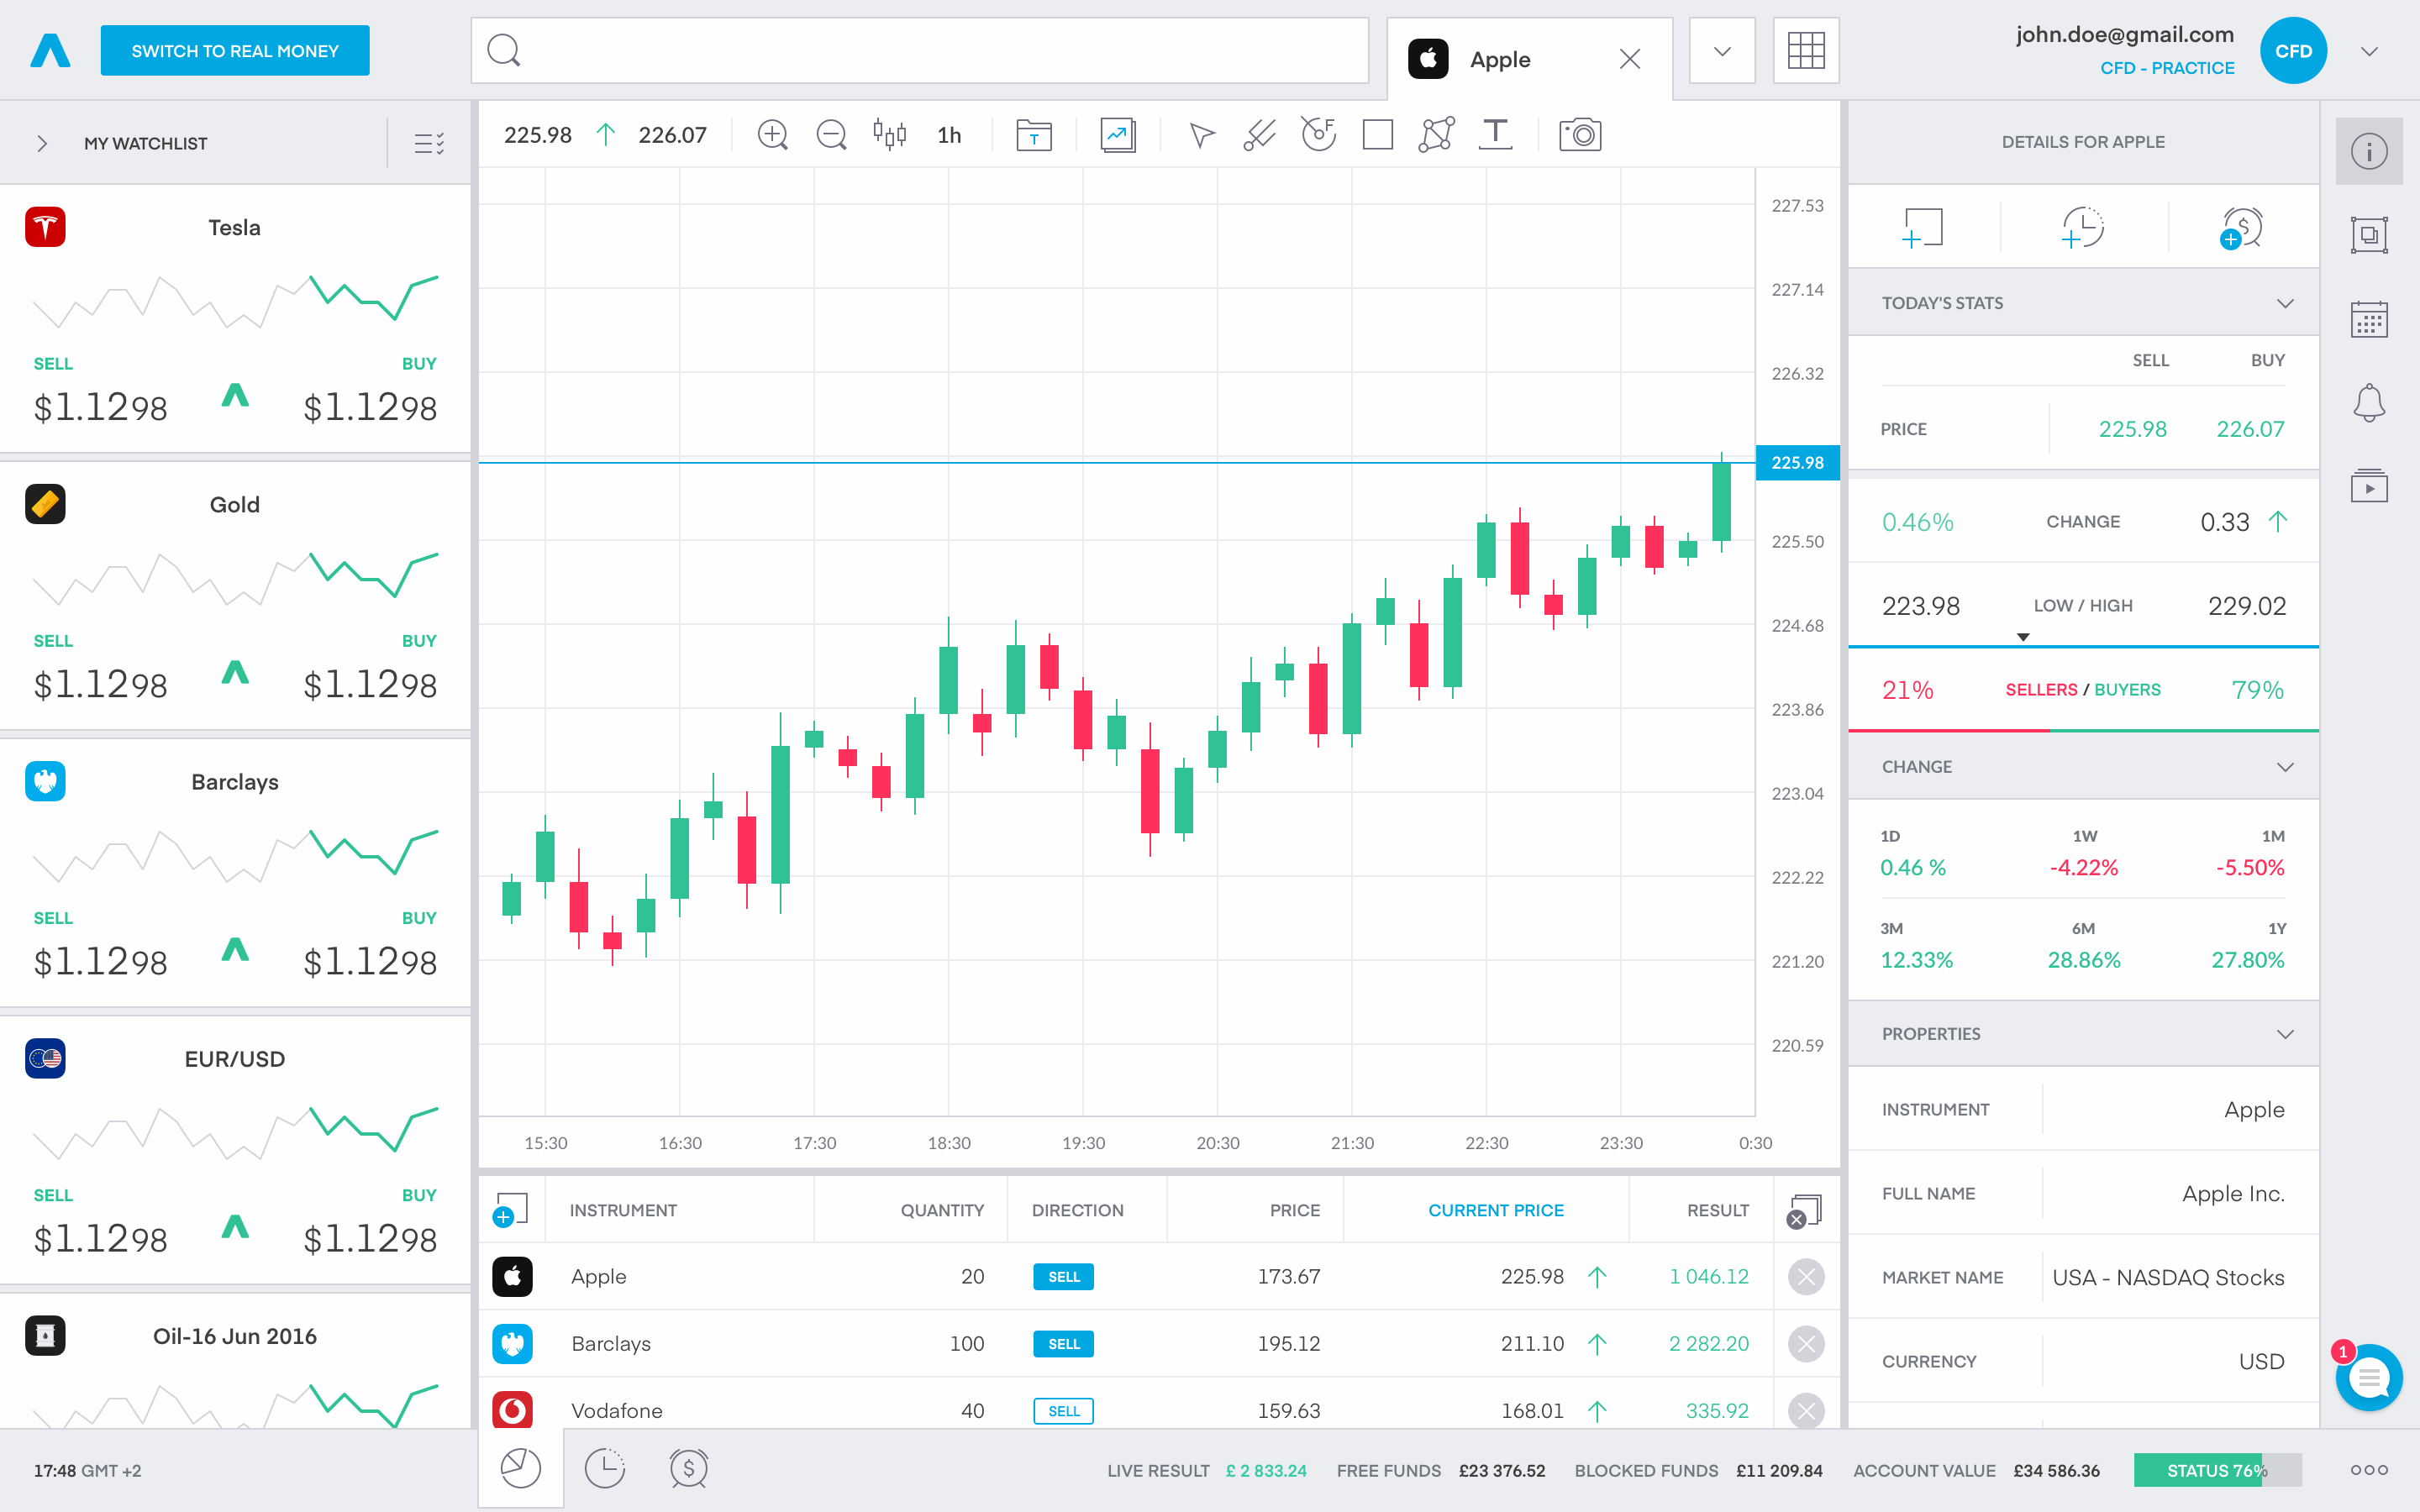 SWITCH TO REAL MONEY
Apple
john.doe@gmail.com
CFD - PRACTICE
CFD
MY WATCHLIST
Tesla
SELL BUY
$1.1298 $1.1298
Gold
SELL BUY
$1.1298 $1.1298
Barclays
SELL BUY
$1.1298 $1.1298
EUR/USD
SELL BUY
$1.1298 $1.1298
Oil-16 Jun 2016
225.98 226.07 1h T F T
227.53
227.14
226.32
225.98
225.50
224.68
223.86
223.04
222.22
221.20
220.59
15:30 16:30 17:30 18:30 19:30 20:30 21:30 22:30 23:30 0:30
INSTRUMENT QUANTITY DIRECTION PRICE CURRENT PRICE RESULT
Apple 20 SELL 173.67 225.98 1 046.12
Barclays 100 SELL 195.12 211.10 2 282.20
Vodafone 40 SELL 159.63 168.01 335.92
DETAILS FOR APPLE
$
TODAY'S STATS
SELL BUY
PRICE 225.98 226.07
0.46% CHANGE 0.33
223.98 LOW / HIGH 229.02
21% SELLERS / BUYERS 79%
CHANGE
1D 1W 1M
0.46 % -4.22% -5.50%
3M 6M 1Y
12.33% 28.86% 27.80%
PROPERTIES
INSTRUMENT Apple
FULL NAME Apple Inc.
MARKET NAME USA - NASDAQ Stocks
CURRENCY USD
i
1
17:48 GMT +2
$
LIVE RESULT £ 2 833.24 FREE FUNDS £23 376.52 BLOCKED FUNDS £11 209.84 ACCOUNT VALUE £34 586.36 STATUS 76%